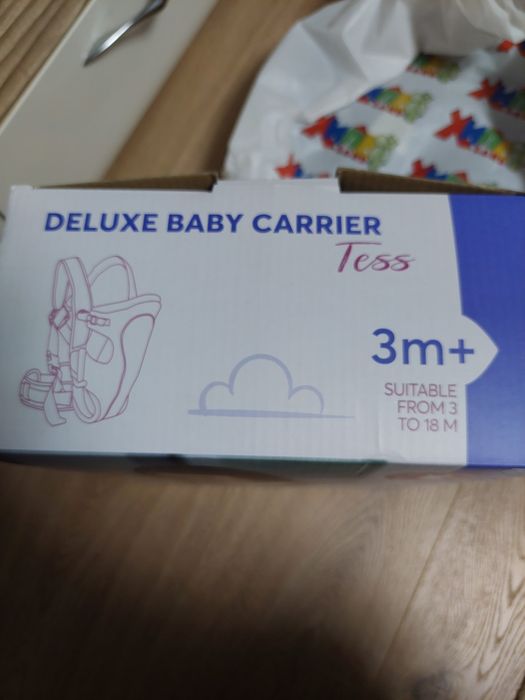 DELUXE BABY CARRIER
Tess
3m+
SUITABLE
FROM 3
TO 18 M